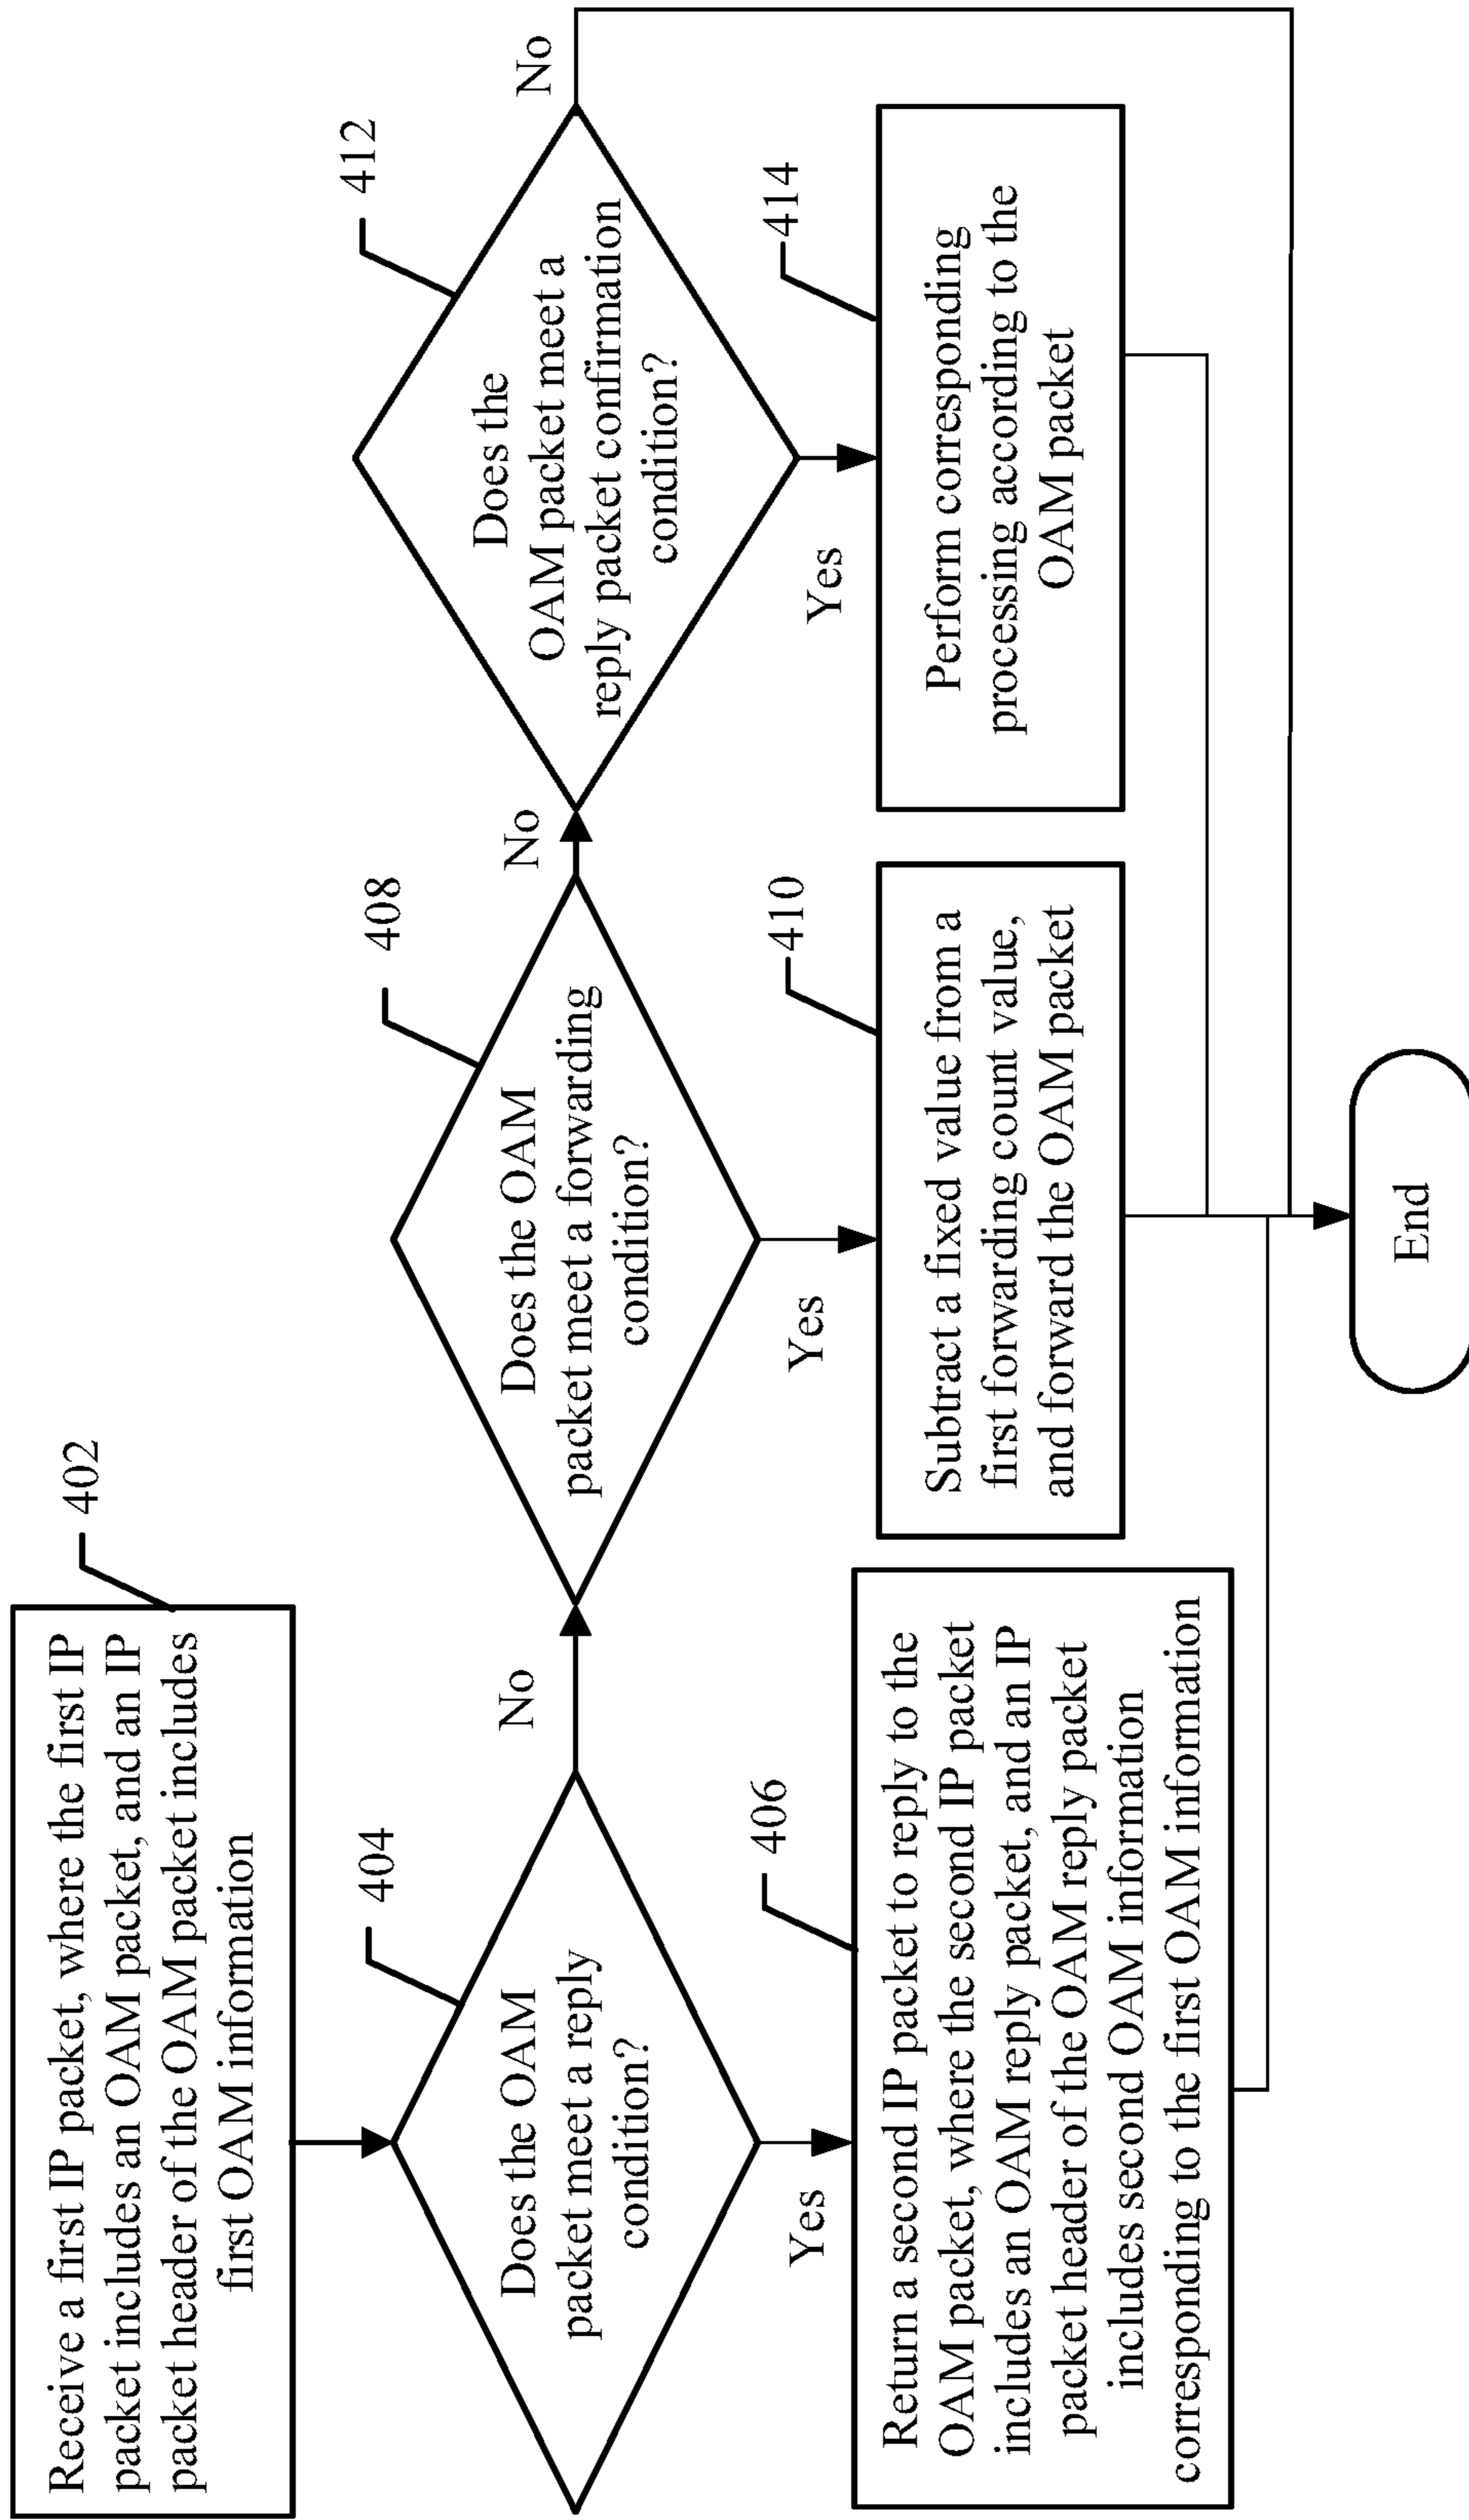 402
Receive a first IP packet, where the first IP
packet includes an OAM packet, and an IP
packet header of the OAM packet includes
first OAM information
404
Does the OAM
packet meet a reply
condition?
No
Yes
406
Return a second IP packet to reply to the
OAM packet, where the second IP packet
includes an OAM reply packet, and an IP
packet header of the OAM reply packet
includes second OAM information
corresponding to the first OAM information
408
Does the OAM
packet meet a forwarding
condition?
No
Yes
410
Subtract a fixed value from a
first forwarding count value,
and forward the OAM packet
412
Does the
OAM packet meet a
reply packet confirmation
condition?
No
Yes
414
Perform corresponding
processing according to the
OAM packet
End